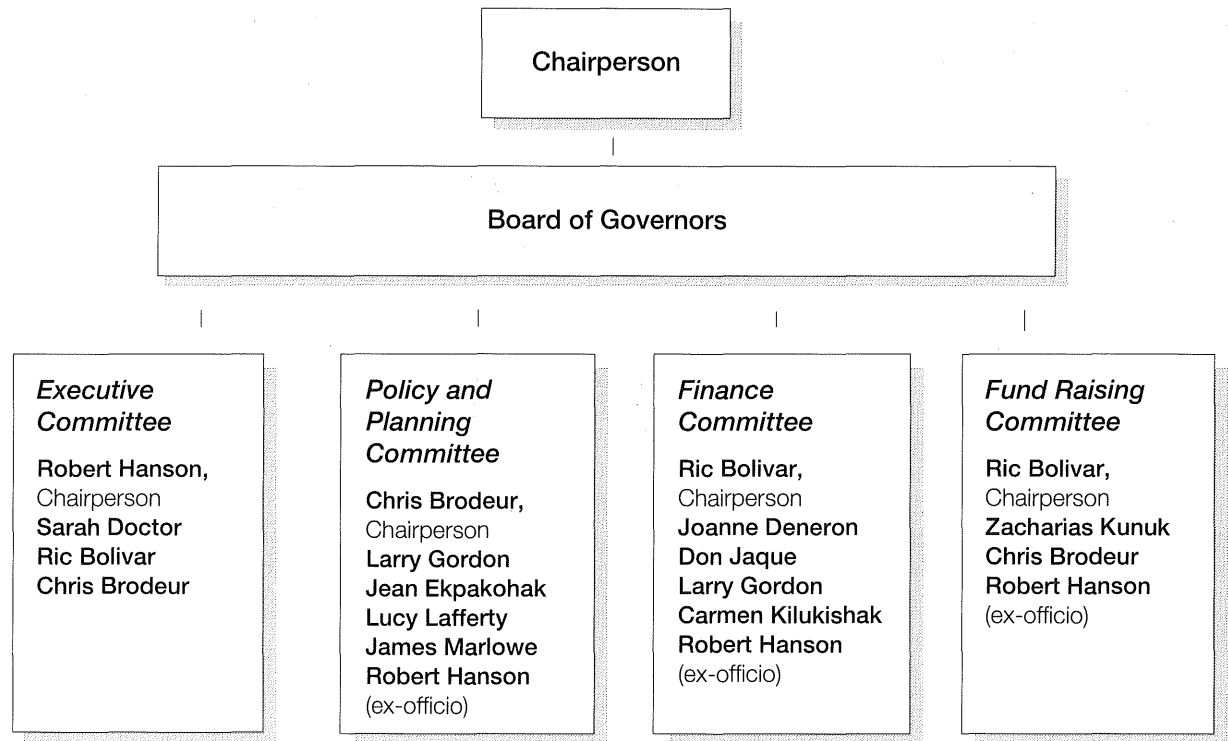 Chairperson
Board of Governors
Executive
Committee
Robert Hanson,
Chairperson
Sarah Doctor
Ric Bolivar
Chris Brodeur
Policy and
Planning
Committee
Chris Brodeur,
Chairperson
Larry Gordon
Jean Ekpakohak
Lucy Lafferty
James Marlowe
Robert Hanson
(ex-officio)
Finance
Committee
Ric Bolivar,
Chairperson
Joanne Deneron
Don Jaque
Larry Gordon
Carmen Kilukishak
Robert Hanson
(ex-officio)
Fund Raising
Committee
Ric Bolivar,
Chairperson
Zacharias Kunuk
Chris Brodeur
Robert Hanson
(ex-officio)